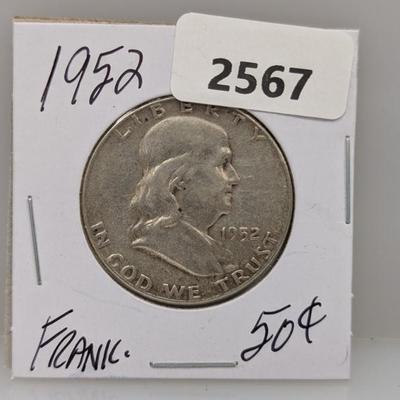 1952
2567
LIBERTY
1952
IN GOD WE TRUST
FRANK.
50¢